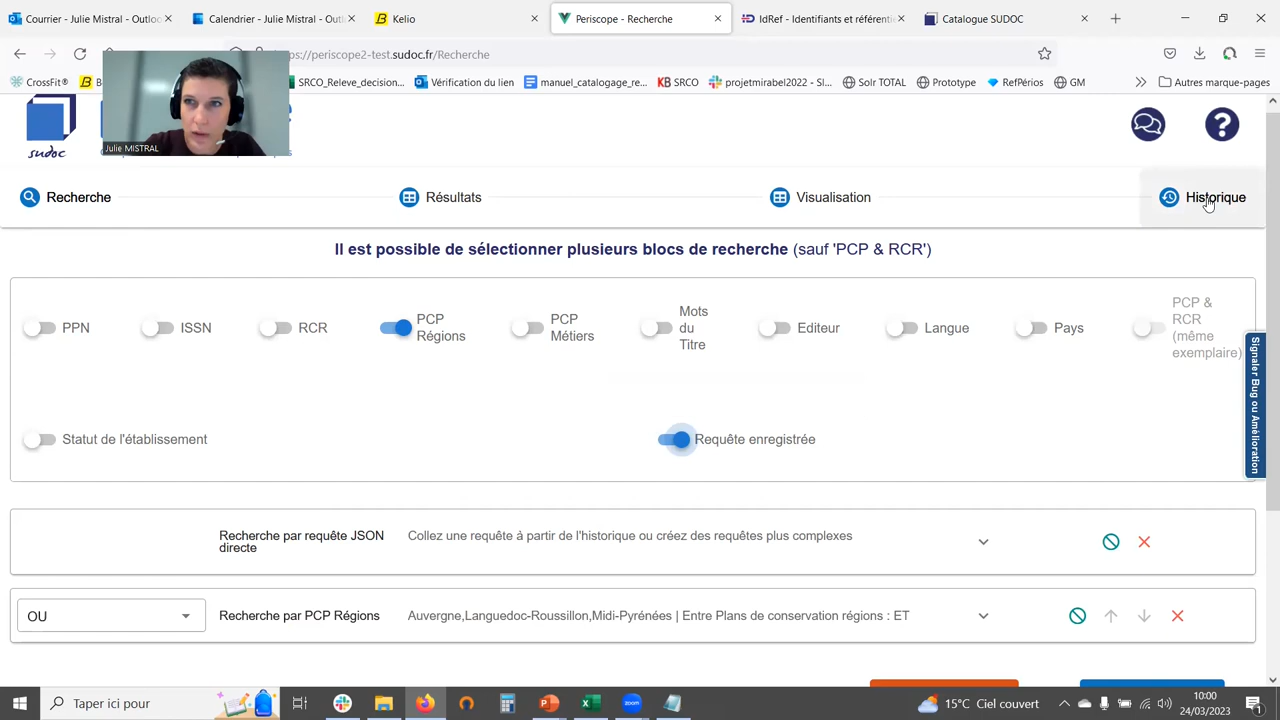 Courrier - Julie Mistral - Outloo
Calendrier - Julie Mistral - Outl
Kelio
Periscope - Recherche
IdRef - Identifiants et référenti
Catalogue SUDOC
https://periscope2-test.sudoc.fr/Recherche
CrossFit®
SRCO_Releve_decision...
Vérification du lien
manuel_catalogage_re...
SRCO
projetmirabel2022 - Sl...
Solr TOTAL
Prototype
RefPérios
GM
Autres marque-pages
Julie MISTRAL
sudoc
Recherche
Résultats
Visualisation
Historique
Il est possible de sélectionner plusieurs blocs de recherche (sauf 'PCP & RCR')
PPN
ISSN
RCR
PCP
Régions
PCP
Métiers
Mots
du
Titre
Editeur
Langue
Pays
PCP &
RCR
(même
exemplaire)
Signaler Bug ou Amélioration
Statut de l'établissement
Requête enregistrée
Recherche par requête JSON
directe
Collez une requête à partir de l'historique ou créez des requêtes plus complexes
OU
Recherche par PCP Régions
Auvergne,Languedoc-Roussillon,Midi-Pyrénées | Entre Plans de conservation régions : ET
Taper ici pour
15°C Ciel couvert
10:00
24/03/2023